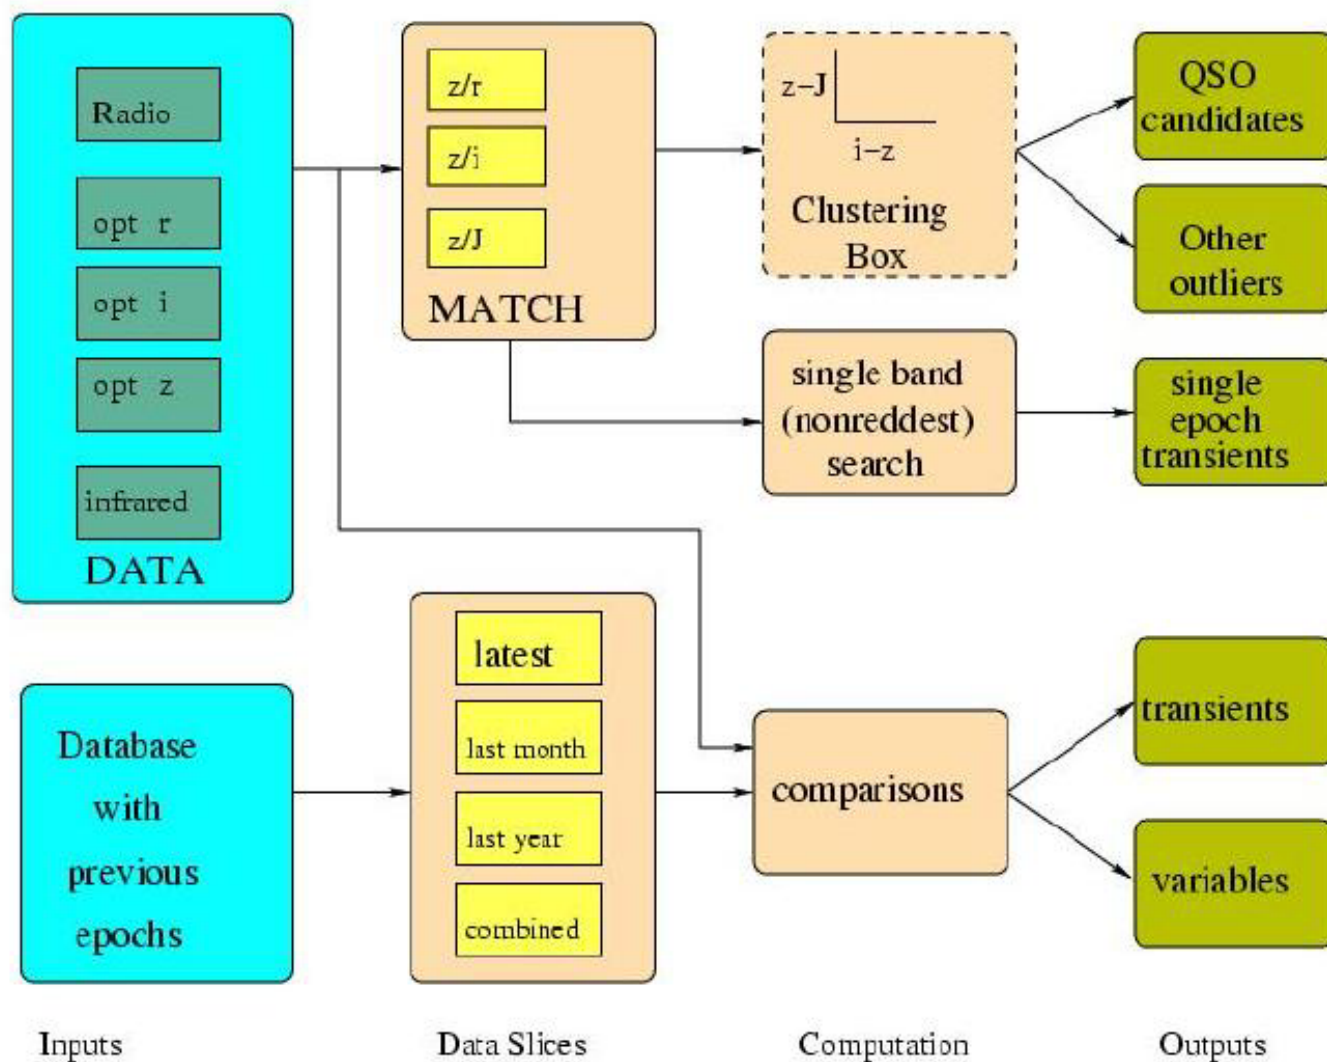 Radio
opt r
opt i
opt z
infrared
DATA
z/r
z/i
z/J
MATCH
z-J
i-z
Clustering
Box
QSO
candidates
Other
outliers
single band
(nonreddest)
search
single
epoch
transients
Database
with
previous
epochs
latest
last month
last year
combined
comparisons
transients
variables
Inputs
Data Slices
Computation
Outputs